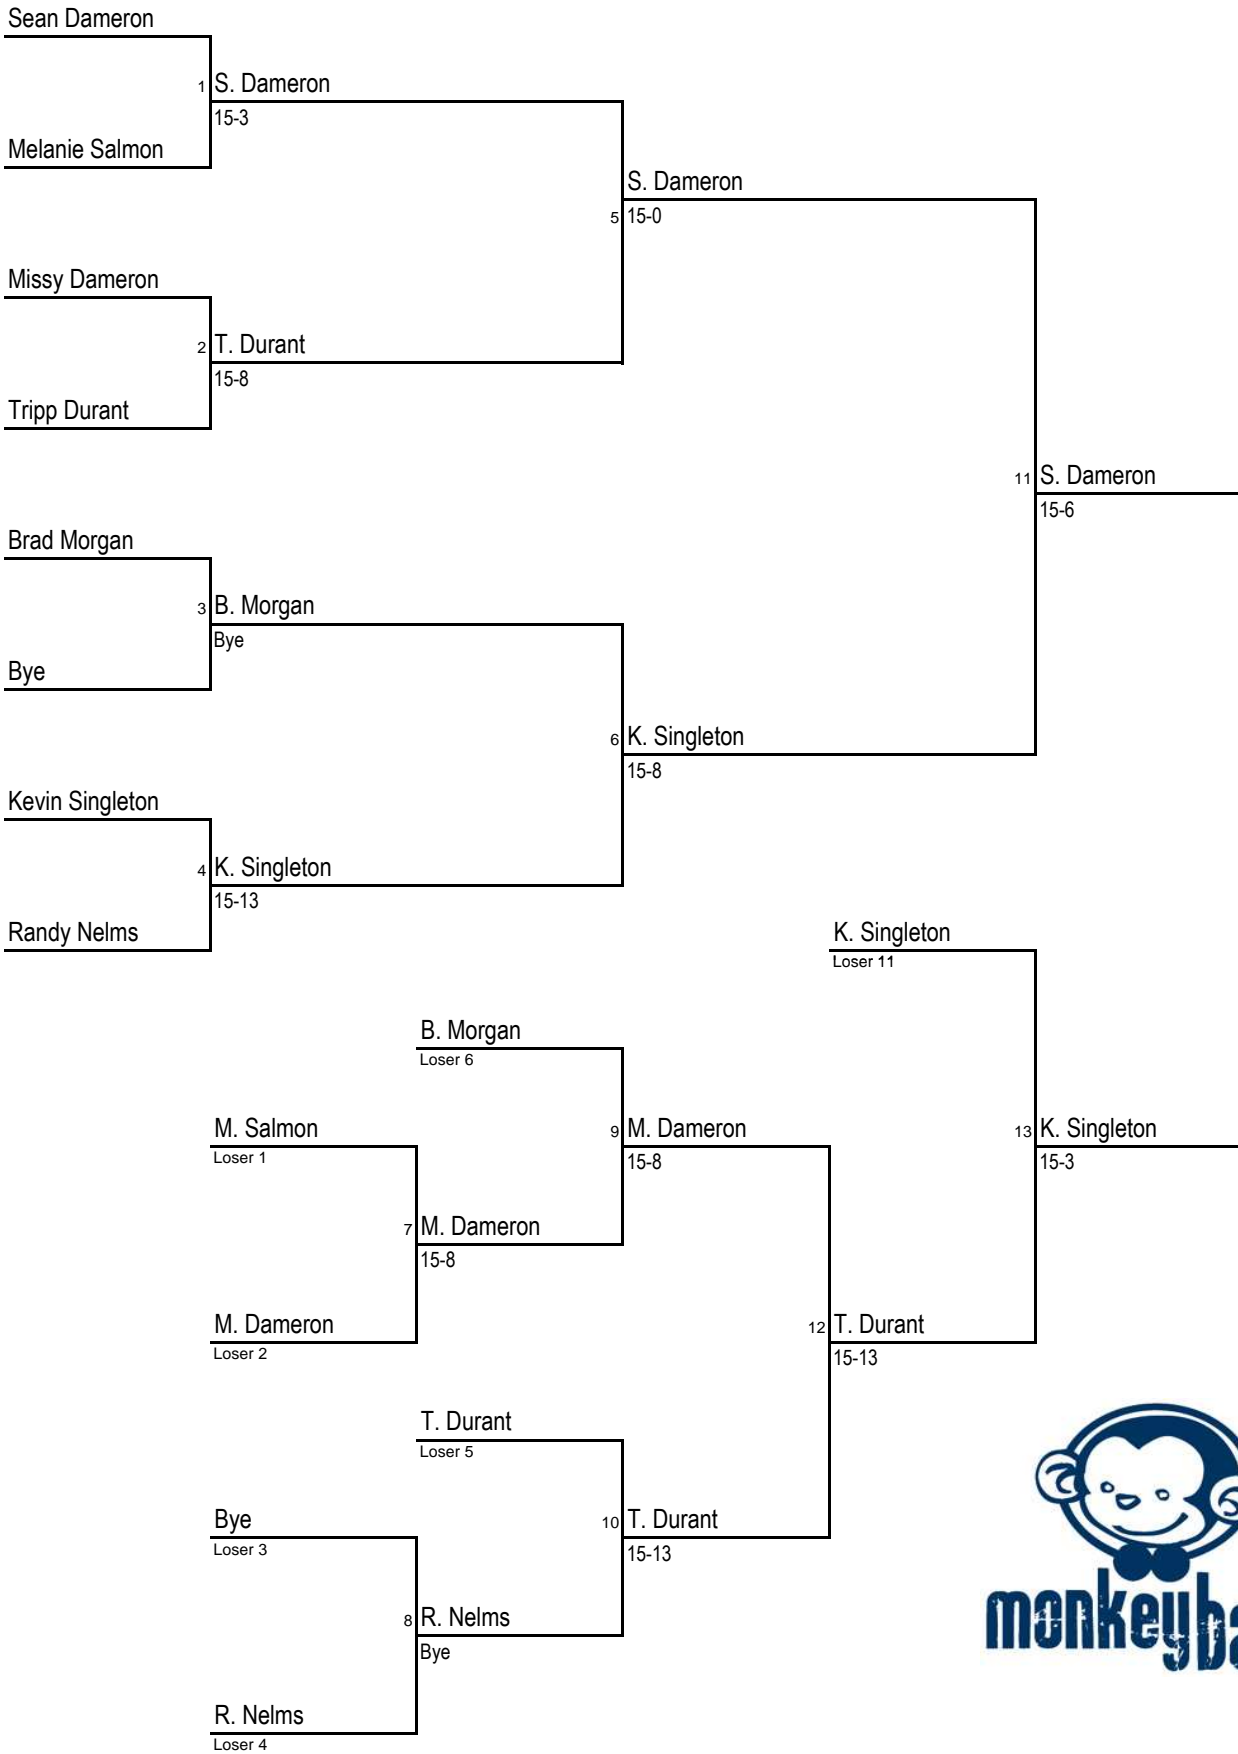 Sean Dameron
1 S. Dameron
15-3
Melanie Salmon
S. Dameron
5 15-0
Missy Dameron
2 T. Durant
15-8
Tripp Durant
11 S. Dameron
15-6
Brad Morgan
3 B. Morgan
Bye
Bye
6 K. Singleton
15-8
Kevin Singleton
4 K. Singleton
15-13
Randy Nelms
K. Singleton
Loser 11
B. Morgan
Loser 6
M. Salmon
Loser 1
9 M. Dameron
15-8
13 K. Singleton
15-3
7 M. Dameron
15-8
M. Dameron
Loser 2
12 T. Durant
15-13
T. Durant
Loser 5
Bye
Loser 3
10 T. Durant
15-13
8 R. Nelms
Bye
R. Nelms
Loser 4